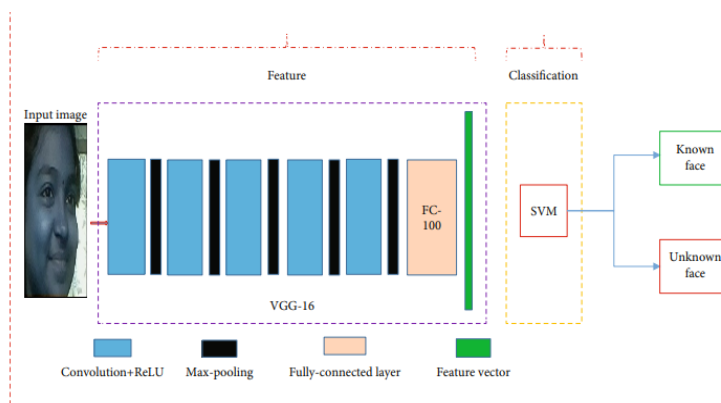 Feature
Classification
Input image
FC-
100
SVM
Known
face
Unknown
face
VGG-16
Convolution+ReLU
Max-pooling
Fully-connected layer
Feature vector